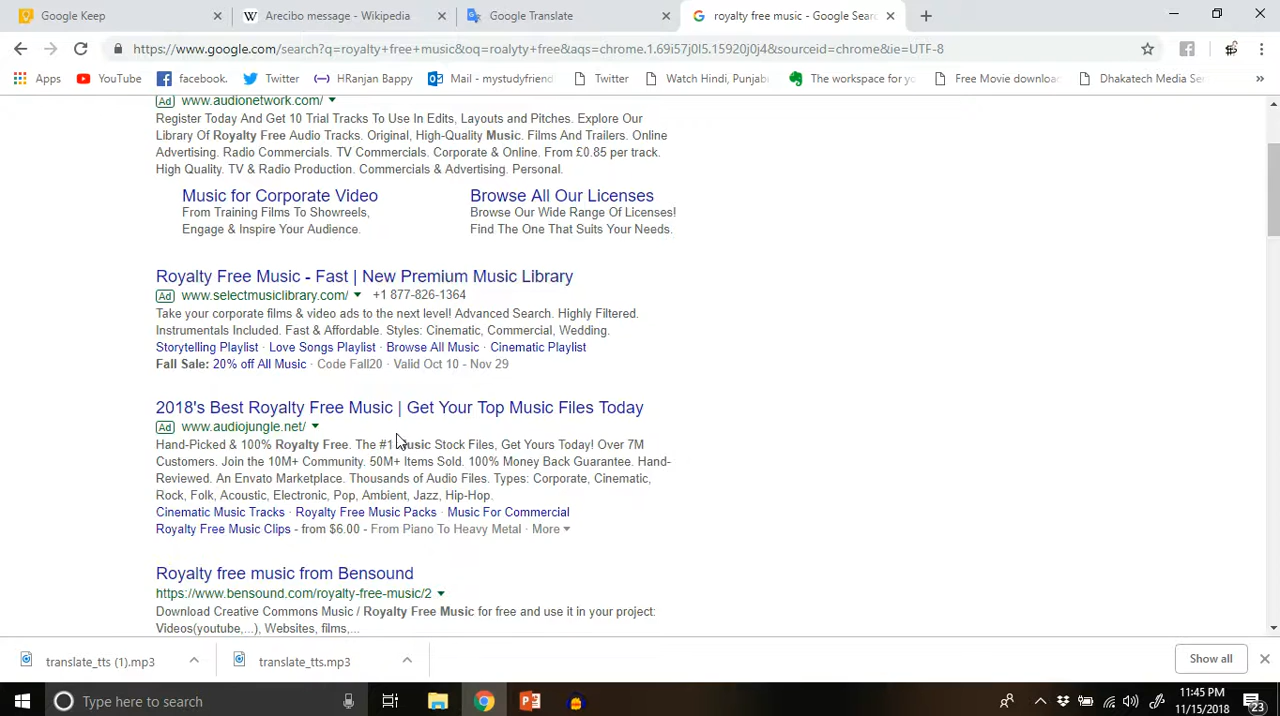 Google Keep
Arecibo message - Wikipedia
Google Translate
royalty free music - Google Searc
https://www.google.com/search?q=royalty+free+music&oq=roalyty+free&aqs=chrome.1.69i57j0l5.15920j0j4&sourceid=chrome&ie=UTF-8
Apps
YouTube
facebook.
Twitter
HRanjan Bappy
Mail - mystudyfriend
Twitter
Watch Hindi, Punjab
The workspace for yo
Free Movie downloa
Dhakatech Media Se
»
Ad www.audionetwork.com/
Register Today And Get 10 Trial Tracks To Use In Edits, Layouts and Pitches. Explore Our
Library Of Royalty Free Audio Tracks. Original, High-Quality Music. Films And Trailers. Online
Advertising. Radio Commercials. TV Commercials. Corporate & Online. From £0.85 per track.
High Quality. TV & Radio Production. Commercials & Advertising. Personal.
Music for Corporate Video
From Training Films To Showreels,
Engage & Inspire Your Audience.
Browse All Our Licenses
Browse Our Wide Range Of Licenses!
Find The One That Suits Your Needs.
Royalty Free Music - Fast | New Premium Music Library
Ad www.selectmusiclibrary.com/ +1 877-826-1364
Take your corporate films & video ads to the next level! Advanced Search. Highly Filtered.
Instrumentals Included. Fast & Affordable. Styles: Cinematic, Commercial, Wedding.
Storytelling Playlist · Love Songs Playlist · Browse All Music · Cinematic Playlist
Fall Sale: 20% off All Music · Code Fall20 · Valid Oct 10 - Nov 29
2018's Best Royalty Free Music | Get Your Top Music Files Today
Ad www.audiojungle.net/
Hand-Picked & 100% Royalty Free. The #1 Music Stock Files, Get Yours Today! Over 7M
Customers. Join the 10M+ Community. 50M+ Items Sold. 100% Money Back Guarantee. Hand-
Reviewed. An Envato Marketplace. Thousands of Audio Files. Types: Corporate, Cinematic,
Rock, Folk, Acoustic, Electronic, Pop, Ambient, Jazz, Hip-Hop.
Cinematic Music Tracks · Royalty Free Music Packs · Music For Commercial
Royalty Free Music Clips - from $6.00 - From Piano To Heavy Metal · More
Royalty free music from Bensound
https://www.bensound.com/royalty-free-music/2
Download Creative Commons Music / Royalty Free Music for free and use it in your project:
Videos(youtube,...), Websites, films,...
translate_tts (1).mp3
translate_tts.mp3
Show all
Type here to search
11:45 PM
11/15/2018
23